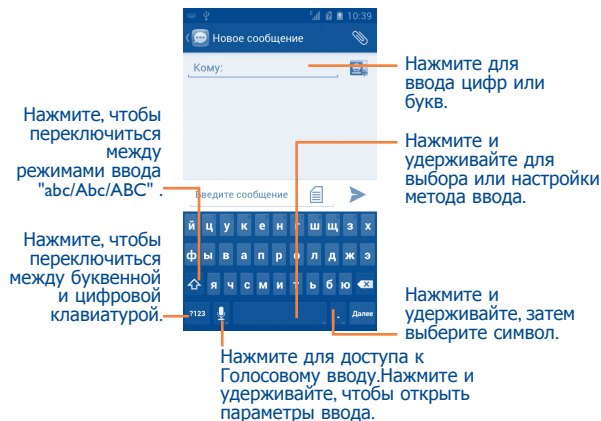 10:39
Новое сообщение
Кому:
Нажмите для
ввода цифр или
букв.
Нажмите, чтобы
переключиться
между
режимами ввода
"abc/Abc/ABC" .
Нажмите и
удерживайте для
выбора или настройки
метода ввода.
Введите сообщение
й ц у к е н г ш щ з х
ф ы в а п р о л д ж э
я ч с м и т ь б ю
?123 . Далее
Нажмите, чтобы
переключиться
между буквенной
и цифровой
клавиатурой.
Нажмите и
удерживайте, затем
выберите символ.
Нажмите для доступа к
Голосовому вводу.Нажмите и
удерживайте, чтобы открыть
параметры ввода.